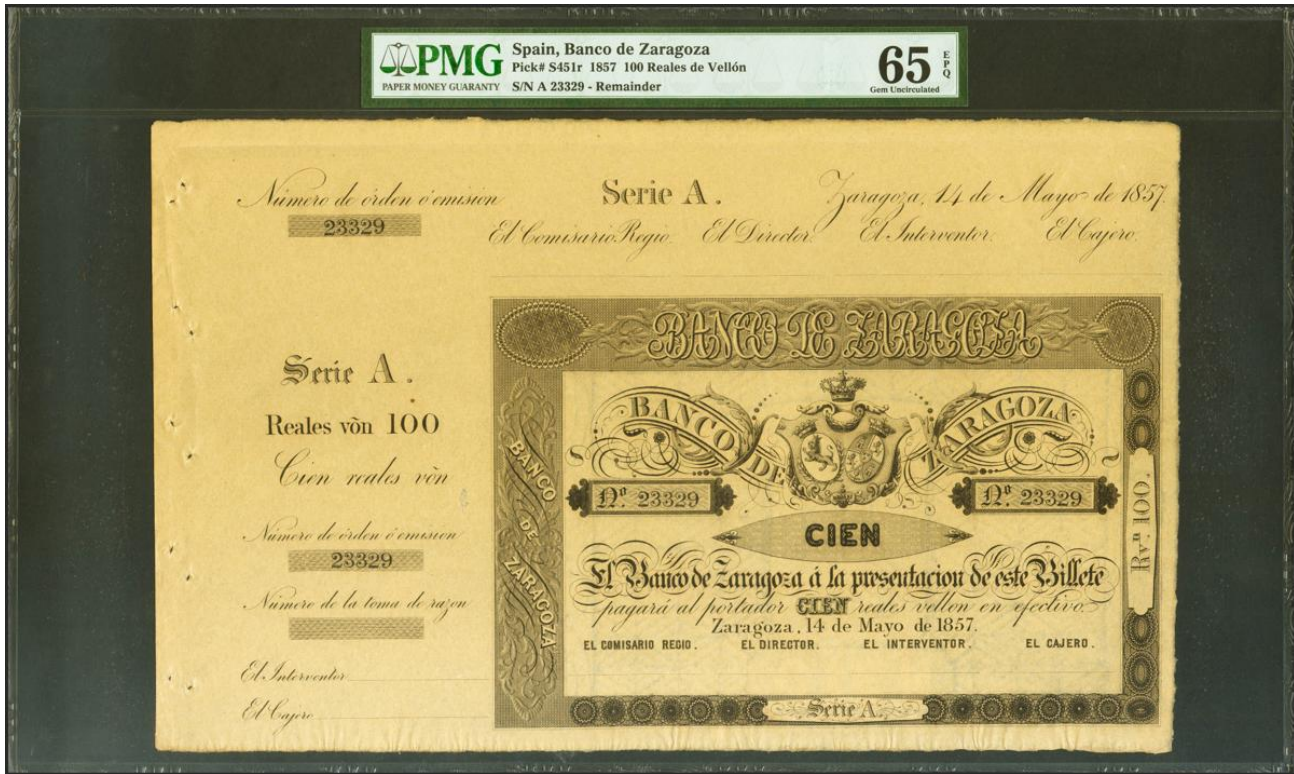 PMG
PAPER MONEY GUARANTY
Spain, Banco de Zaragoza
Pick# S451r 1857 100 Reales de Vellón
S/N A 23329 - Remainder
65 EPQ
Gem Uncirculated
Número de órden ó emision
23329
Serie A.
Zaragoza, 14 de Mayo de 1857.
El Comisario Regio. El Director. El Interventor. El Cajero.
Serie A.
Reales vōn 100
Cien reales vōn
Número de órden ó emision
23329
Número de la toma de razon
El Interventor
El Cajero
BANCO DE ZARAGOZA
BANCO DE ZARAGOZA
BANCO DE ZARAGOZA
Nº. 23329
Nº. 23329
CIEN
El Banco de Zaragoza á la presentacion de este Billete
pagará al portador CIEN reales vellon en efectivo.
Zaragoza, 14 de Mayo de 1857.
EL COMISARIO REGIO. EL DIRECTOR. EL INTERVENTOR. EL CAJERO.
Rv.ⁿ 100.
Serie A.